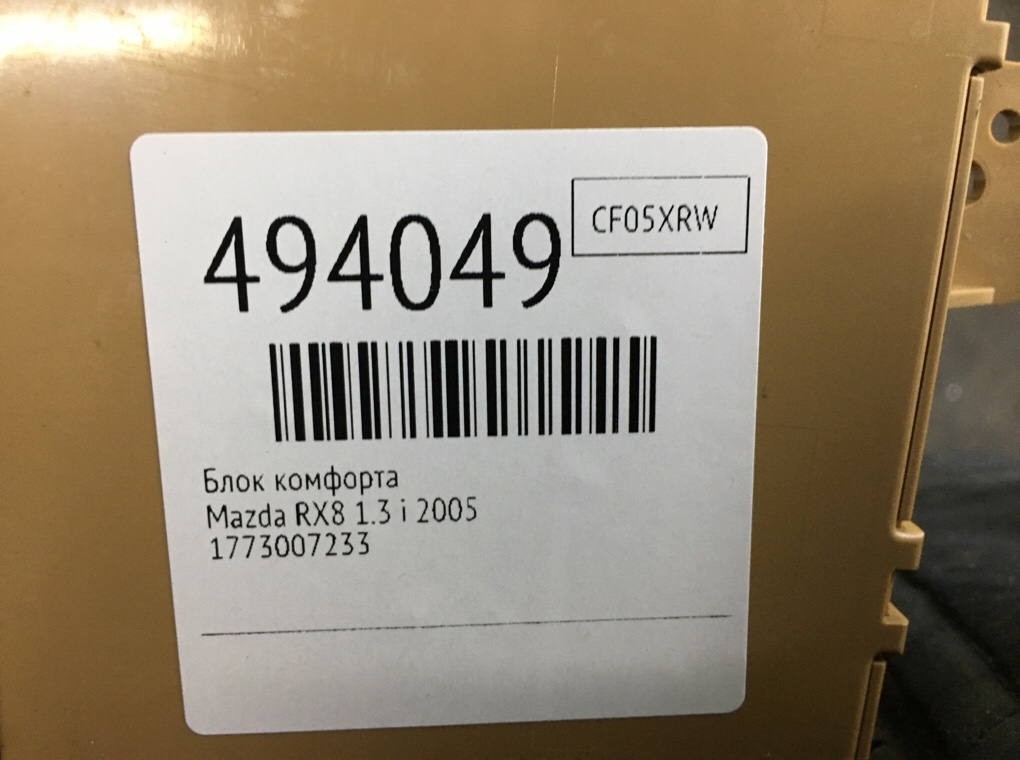 494049
CF05XRW
Блок комфорта
Mazda RX8 1.3 i 2005
1773007233